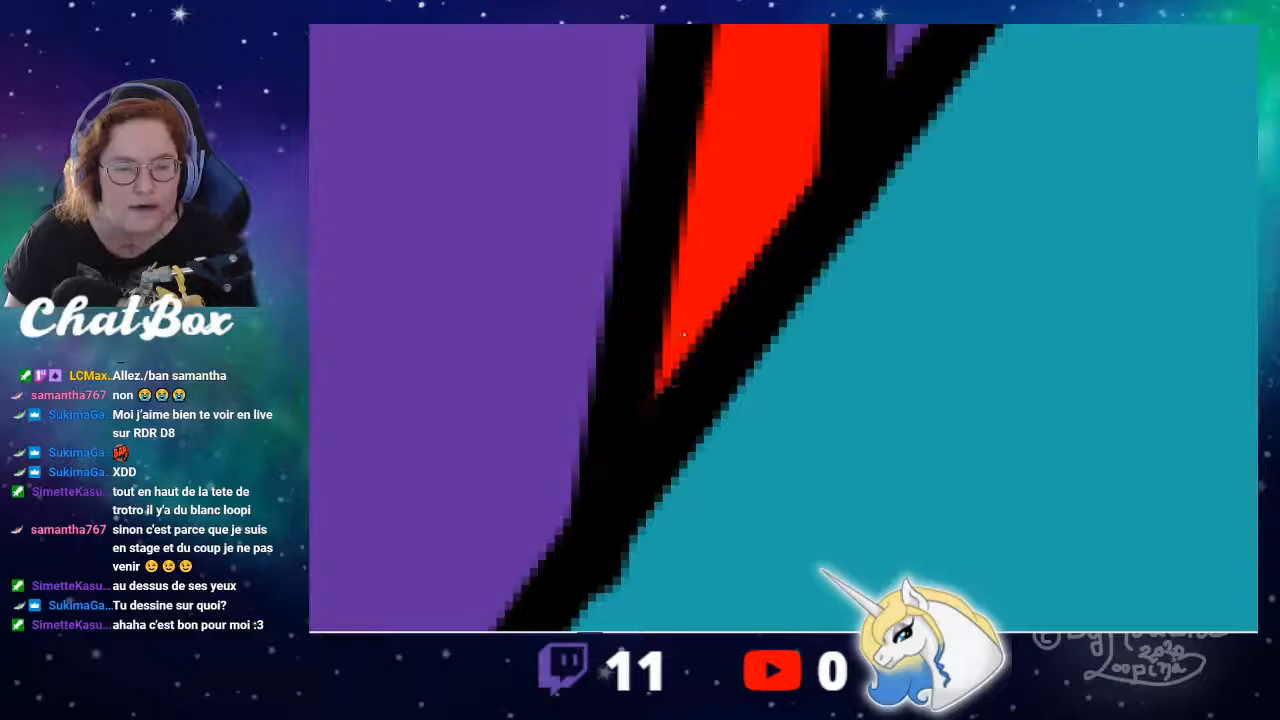 ChatBox
LCMax.. Allez./ban samantha
samantha767 non 😭 😭 😭
SukimaGa.. Moi j'aime bien te voir en live
sur RDR D8
SukimaGa.. BAN
SukimaGa.. XDD
SimetteKasu... tout en haut de la tete de
trotro il y'a du blanc loopi
samantha767 sinon c'est parce que je suis
en stage et du coup je ne pas
venir 😉 😉 😉
SimetteKasu... au dessus de ses yeux
SukimaGa... Tu dessine sur quoi?
SimetteKasu... ahaha c'est bon pour moi :3
11
0
2020
Loopina